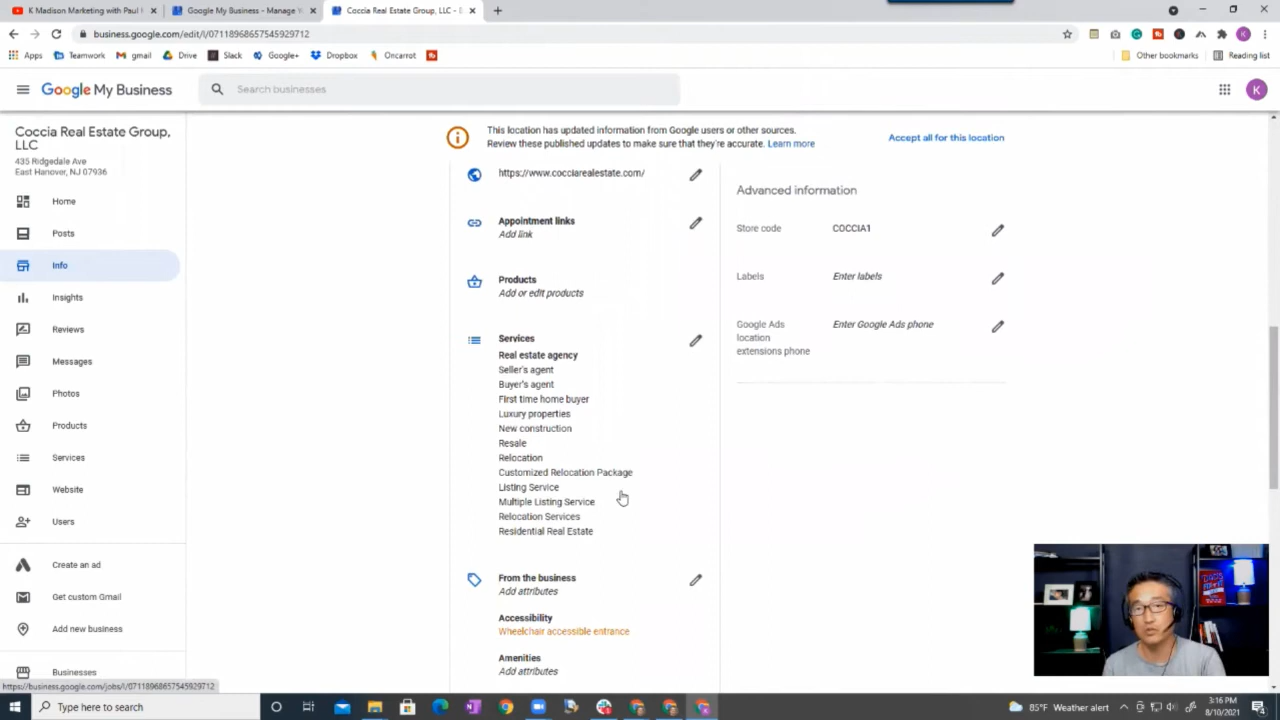 K Madison Marketing with Paul
Google My Business - Manage Y
Coccia Real Estate Group, LLC -
business.google.com/edit/l/07118968657545929712
Apps
Teamwork
gmail
Drive
Slack
Google+
Dropbox
Oncarrot
Other bookmarks
Reading list
Google My Business
Search businesses
K
Coccia Real Estate Group,
LLC
435 Ridgedale Ave
East Hanover, NJ 07936
Home
Posts
Info
Insights
Reviews
Messages
Photos
Products
Services
Website
Users
Create an ad
Get custom Gmail
Add new business
Businesses
https://business.google.com/jobs/l/07118968657545929712
This location has updated information from Google users or other sources.
Review these published updates to make sure that they're accurate. Learn more
Accept all for this location
https://www.cocciarealestate.com/
Appointment links
Add link
Products
Add or edit products
Services
Real estate agency
Seller's agent
Buyer's agent
First time home buyer
Luxury properties
New construction
Resale
Relocation
Customized Relocation Package
Listing Service
Multiple Listing Service
Relocation Services
Residential Real Estate
From the business
Add attributes
Accessibility
Wheelchair accessible entrance
Amenities
Add attributes
Advanced information
Store code
COCCIA1
Labels
Enter labels
Google Ads
location
extensions phone
Enter Google Ads phone
Type here to search
85°F Weather alert
3:16 PM
8/10/2021